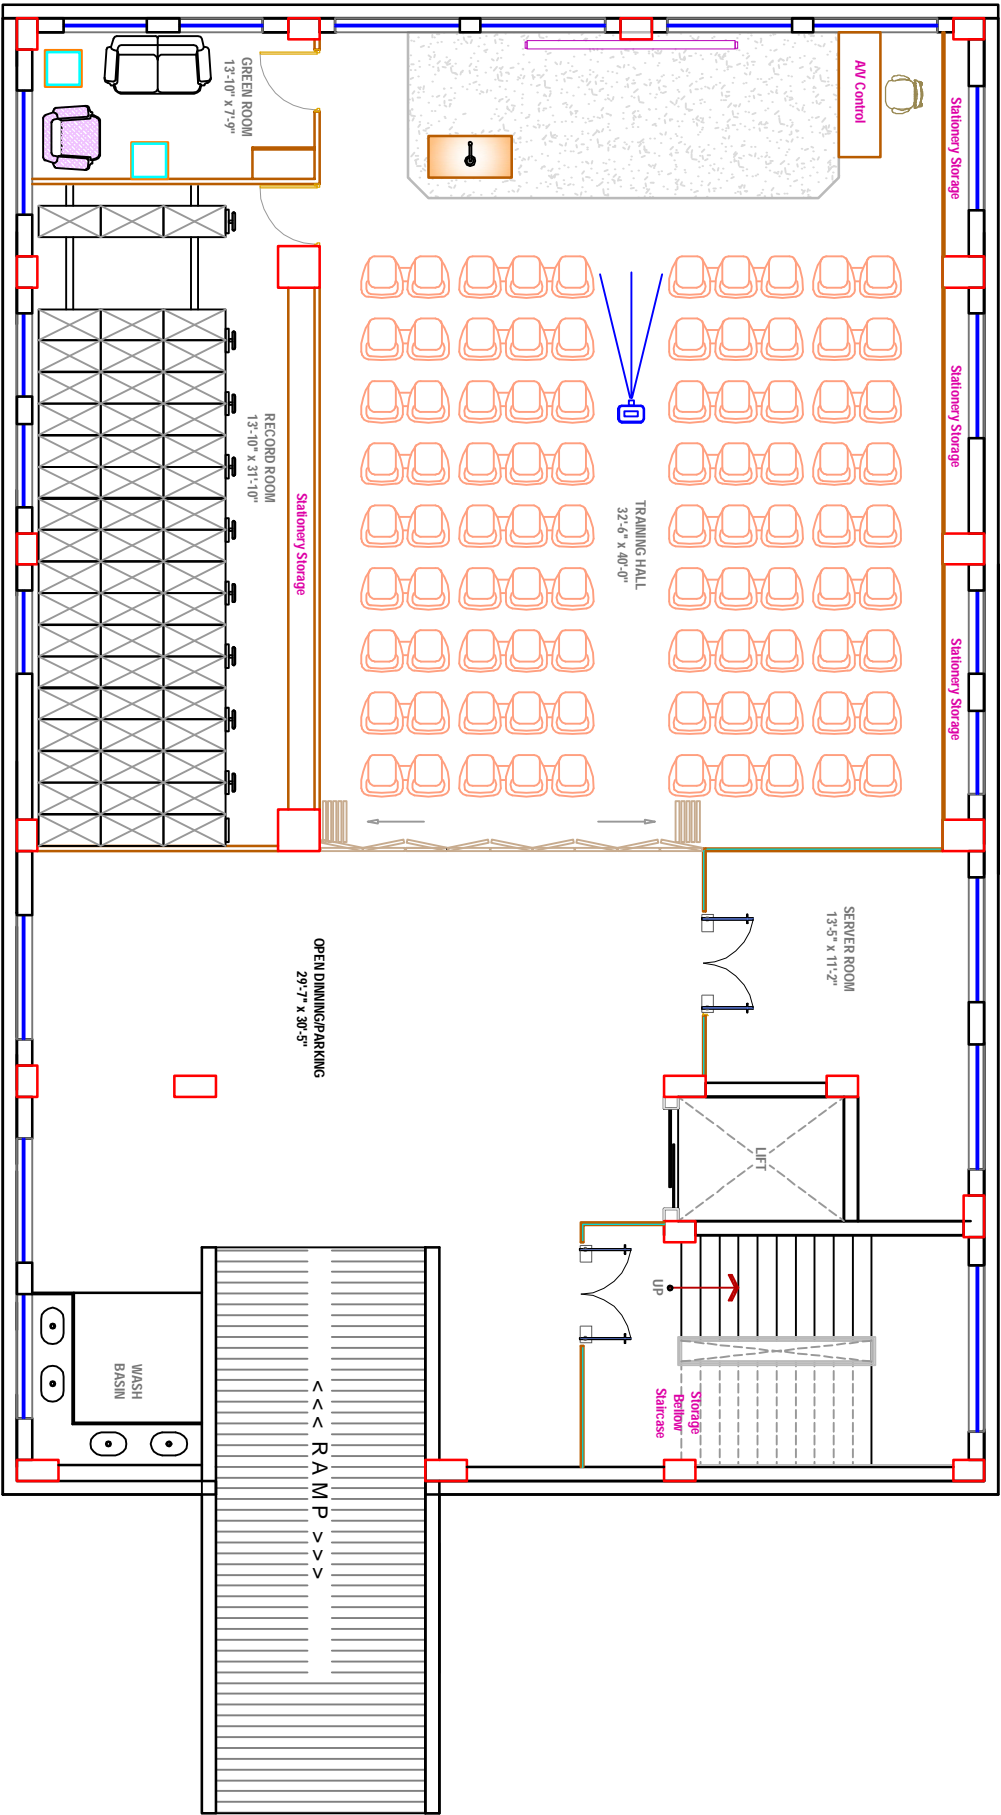 GREEN ROOM
13'-10" x 7'-9"
A/V Control
Stationery Storage
RECORD ROOM
13'-10" x 31'-10"
Stationery Storage
TRAINING HALL
32'-6" x 40'-0"
Stationery Storage
Stationery Storage
OPEN DINNING/PARKING
29'-7" x 30'-5"
SERVER ROOM
13'-5" x 11'-2"
LIFT
UP
Storage
Bellow
Staircase
WASH
BASIN
<<< RAMP >>>